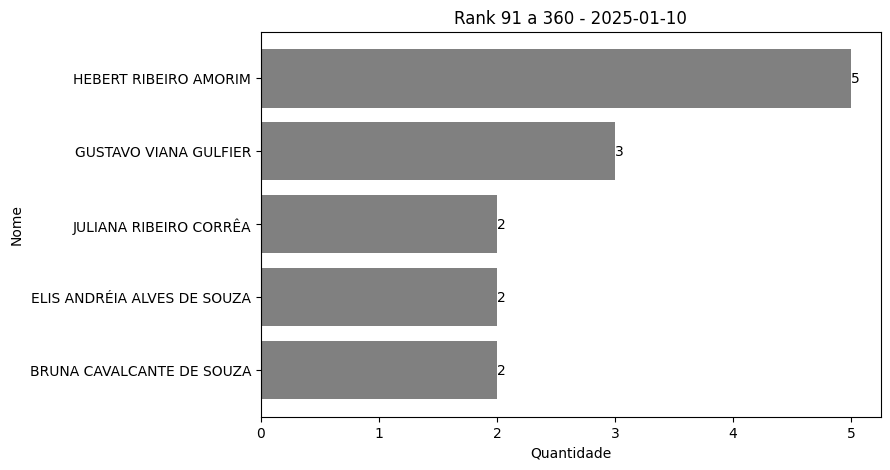 Rank 91 a 360 - 2025-01-10
HEBERT RIBEIRO AMORIM
5
GUSTAVO VIANA GULFIER
3
JULIANA RIBEIRO CORRÊA
2
ELIS ANDRÉIA ALVES DE SOUZA
2
BRUNA CAVALCANTE DE SOUZA
2
Nome
0 1 2 3 4 5
Quantidade